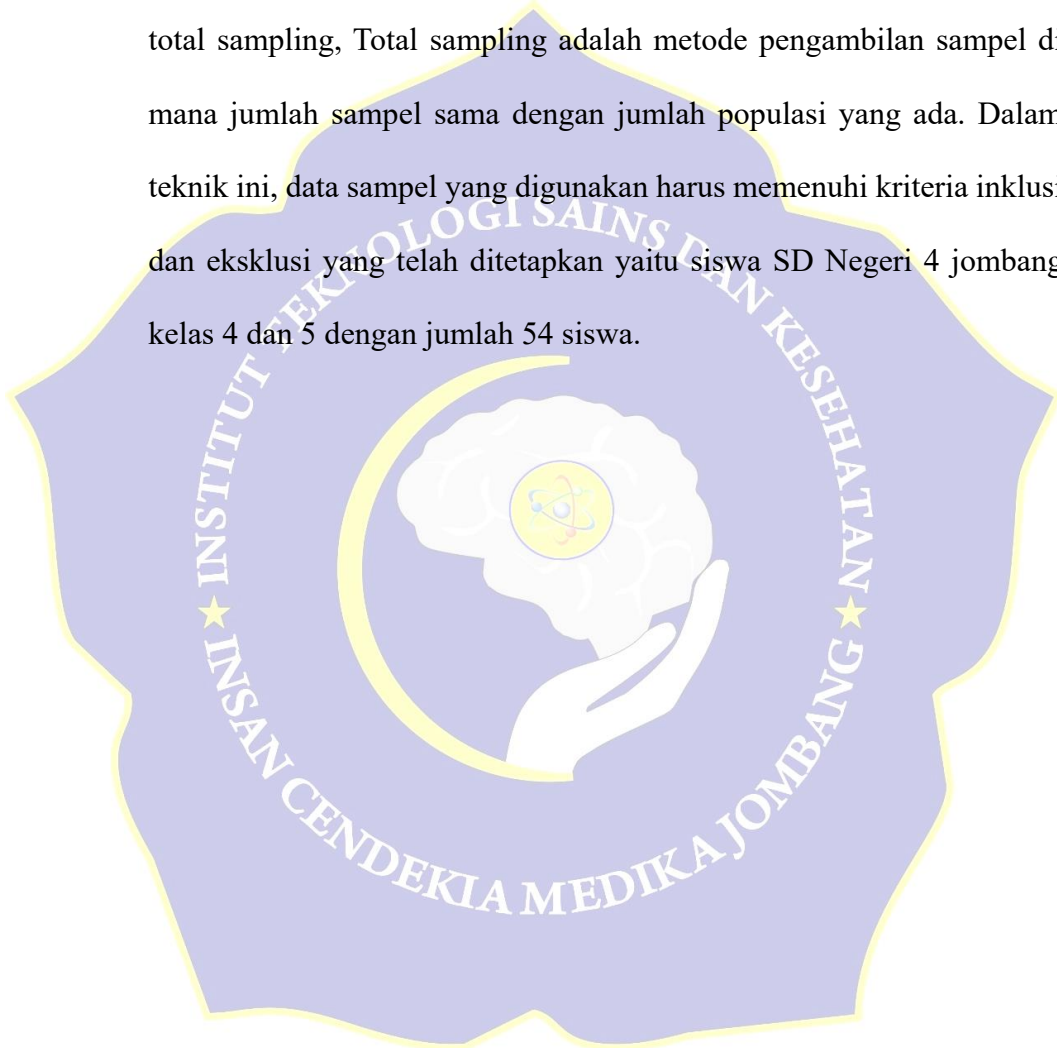 total sampling, Total sampling adalah metode pengambilan sampel di
mana jumlah sampel sama dengan jumlah populasi yang ada. Dalam
teknik ini, data sampel yang digunakan harus memenuhi kriteria inklusi
dan eksklusi yang telah ditetapkan yaitu siswa SD Negeri 4 jombang
kelas 4 dan 5 dengan jumlah 54 siswa.
INSTITUT TEKNOLOGI SAINS DAN KESEHATAN
INSAN CENDEKIA MEDIKA JOMBANG